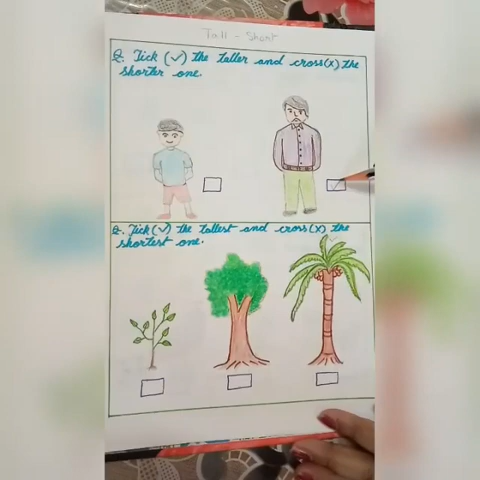 Tall - Short
Q. Tick (✓) the taller and cross(x) the
shorter one.
Q. Tick(✓) the tallest and cross(x) the
shortest one.